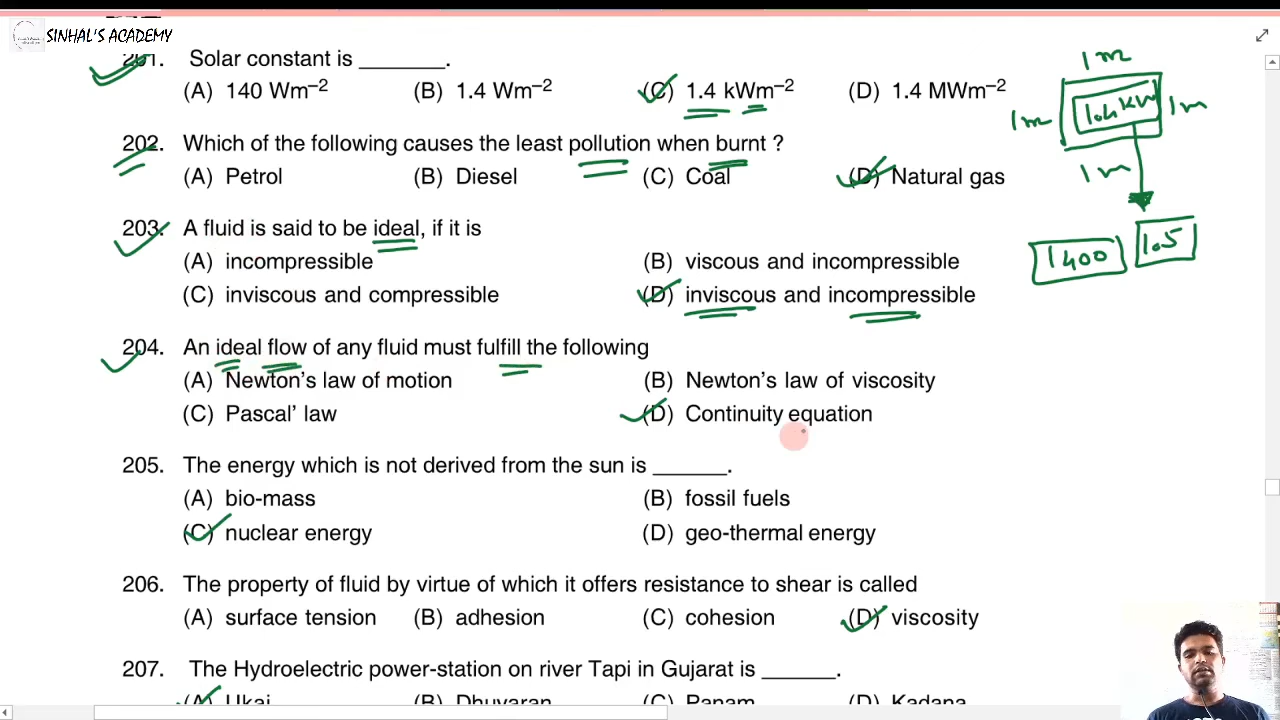 SINHAL'S ACADEMY
201. Solar constant is _______.
(A) 140 Wm–2 (B) 1.4 Wm–2 (C) 1.4 kWm–2 (D) 1.4 MWm–2
202. Which of the following causes the least pollution when burnt ?
(A) Petrol (B) Diesel (C) Coal (D) Natural gas
203. A fluid is said to be ideal, if it is
(A) incompressible (B) viscous and incompressible
(C) inviscous and compressible (D) inviscous and incompressible
204. An ideal flow of any fluid must fulfill the following
(A) Newton's law of motion (B) Newton's law of viscosity
(C) Pascal' law (D) Continuity equation
205. The energy which is not derived from the sun is ______.
(A) bio-mass (B) fossil fuels
(C) nuclear energy (D) geo-thermal energy
206. The property of fluid by virtue of which it offers resistance to shear is called
(A) surface tension (B) adhesion (C) cohesion (D) viscosity
207. The Hydroelectric power-station on river Tapi in Gujarat is ______.
(A) Ukai (B) Dhuvaran (C) Panam (D) Kadana
1m
1m 1.4 kW 1m
1m
1400 1.5